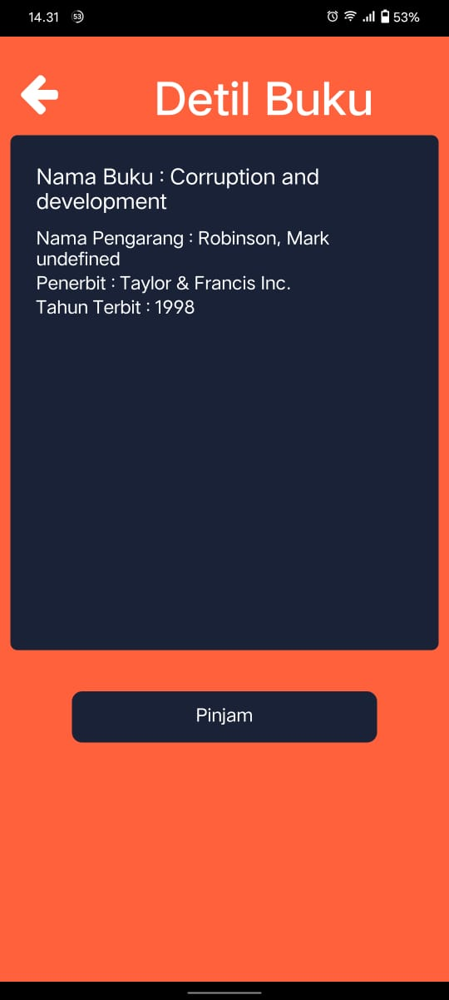 14.31 53 53%
Detil Buku
Nama Buku : Corruption and
development
Nama Pengarang : Robinson, Mark
undefined
Penerbit : Taylor & Francis Inc.
Tahun Terbit : 1998
Pinjam